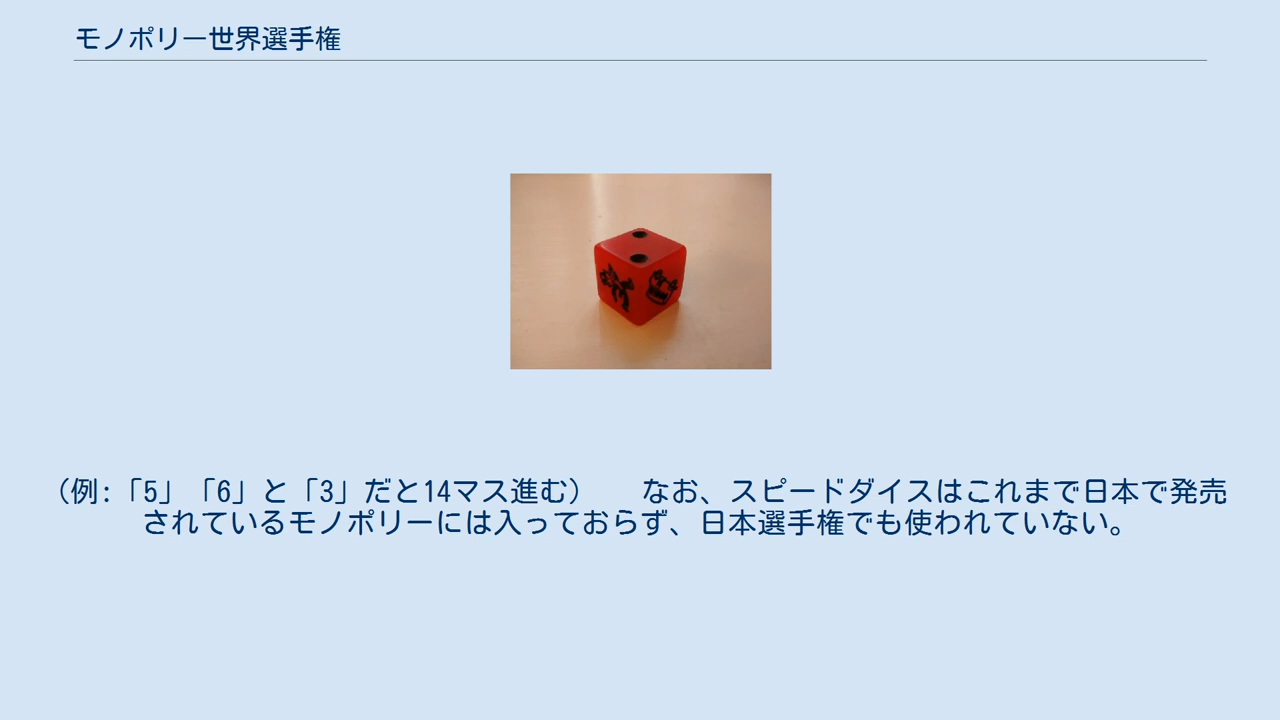 モノポリー世界選手権
（例:「5」「6」と「3」だと14マス進む）　　なお、スピードダイスはこれまで日本で発売
されているモノポリーには入っておらず、日本選手権でも使われていない。